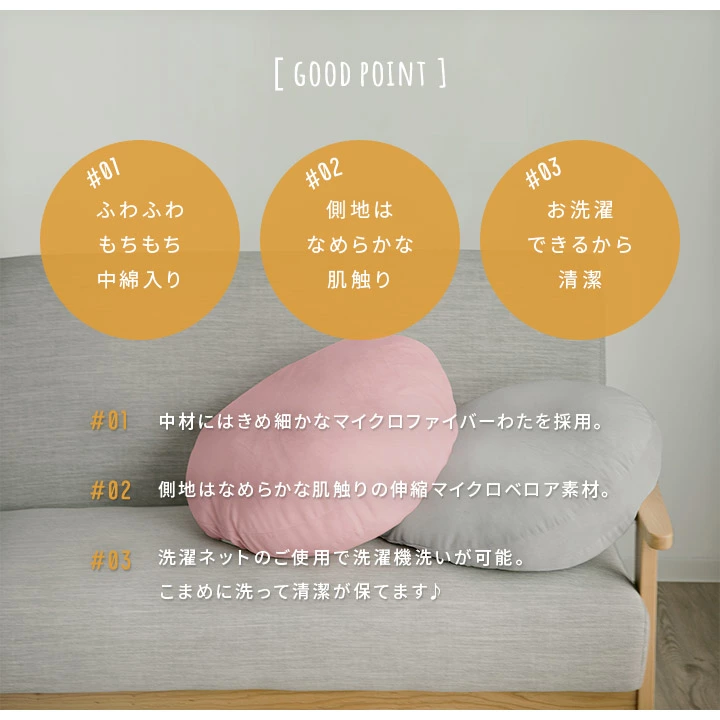 [ GOOD POINT ]
#01
ふわふわ
もちもち
中綿入り
#02
側地は
なめらかな
肌触り
#03
お洗濯
できるから
清潔
#01 中材にはきめ細かなマイクロファイバーわたを採用。
#02 側地はなめらかな肌触りの伸縮マイクロベロア素材。
#03 洗濯ネットのご使用で洗濯機洗いが可能。
こまめに洗って清潔が保てます♪